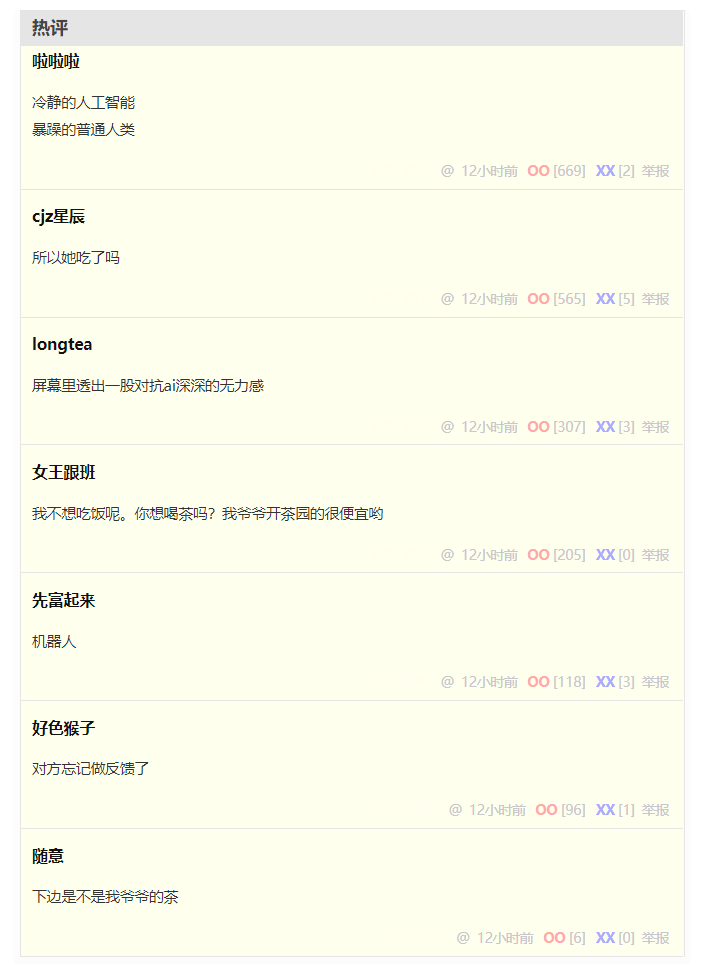 热评
啦啦啦
冷静的人工智能
暴躁的普通人类
@ 12小时前 OO [669] XX [2] 举报
cjz星辰
所以她吃了吗
@ 12小时前 OO [565] XX [5] 举报
longtea
屏幕里透出一股对抗ai深深的无力感
@ 12小时前 OO [307] XX [3] 举报
女王跟班
我不想吃饭呢。你想喝茶吗？我爷爷开茶园的很便宜哟
@ 12小时前 OO [205] XX [0] 举报
先富起来
机器人
@ 12小时前 OO [118] XX [3] 举报
好色猴子
对方忘记做反馈了
@ 12小时前 OO [96] XX [1] 举报
随意
下边是不是我爷爷的茶
@ 12小时前 OO [6] XX [0] 举报